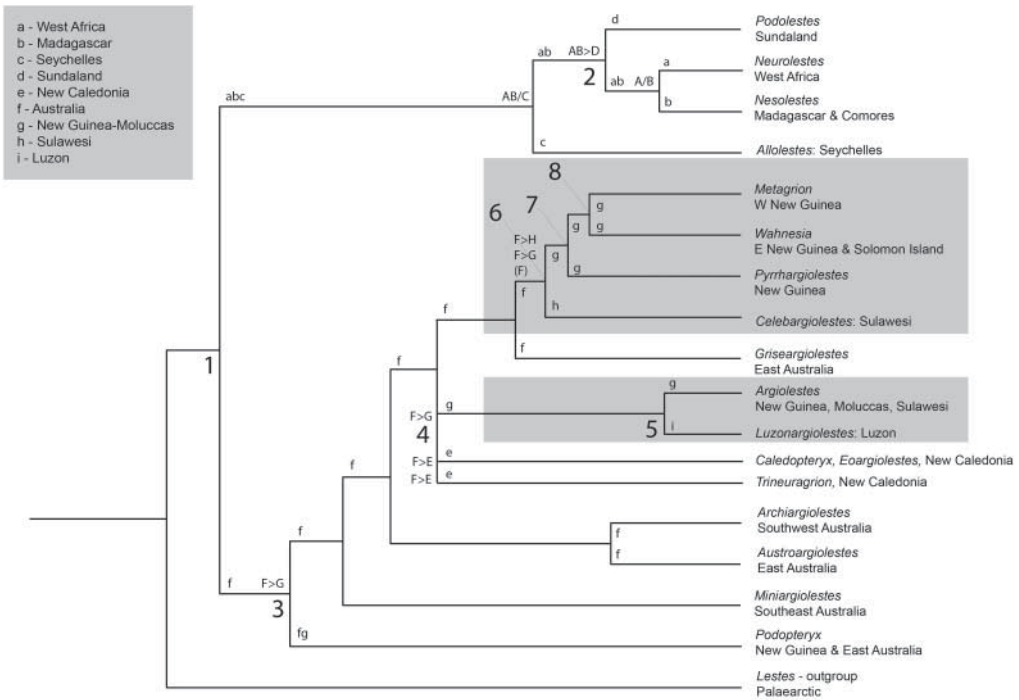 a - West Africa
b - Madagascar
c - Seychelles
d - Sundaland
e - New Caledonia
f - Australia
g - New Guinea-Moluccas
h - Sulawesi
i - Luzon
abc
AB/C
ab
AB>D
2
d
Podolestes
Sundaland
ab
A/B
a
Neurolestes
West Africa
b
Nesolestes
Madagascar & Comores
c
Allolestes: Seychelles
8
7
6
g
Metagrion
W New Guinea
g
g
Wahnesia
E New Guinea & Solomon Island
F>H
F>G
(F)
g
g
Pyrrhargiolestes
New Guinea
f
h
Celebargiolestes: Sulawesi
f
f
Griseargiolestes
East Australia
1
f
g
Argiolestes
New Guinea, Moluccas, Sulawesi
F>G
g
4
5
i
Luzonargiolestes: Luzon
F>E
e
Caledopteryx, Eoargiolestes, New Caledonia
F>E
e
Trineuragrion, New Caledonia
f
Archiargiolestes
Southwest Australia
f
f
f
Austroargiolestes
East Australia
f
F>G
3
Miniargiolestes
Southeast Australia
fg
Podopteryx
New Guinea & East Australia
Lestes - outgroup
Palaearctic